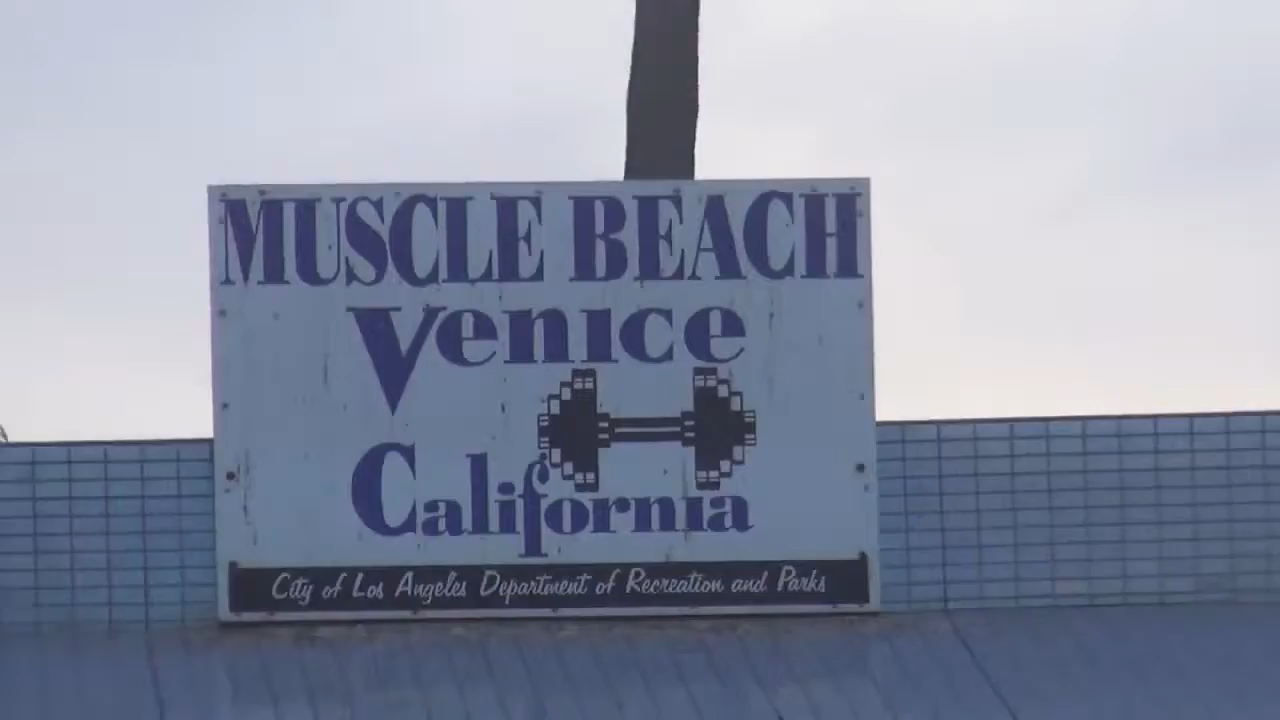 MUSCLE BEACH
Venice
California
City of Los Angeles Department of Recreation and Parks